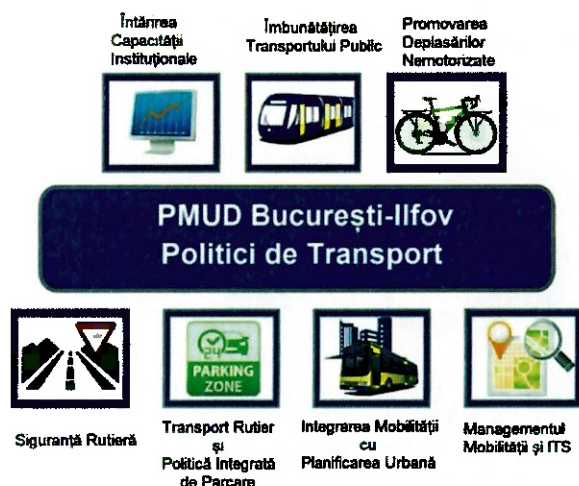 Întărirea
Capacității
Instituționale
Îmbunătățirea
Transportului Public
Promovarea
Deplasărilor
Nemotorizate
PMUD București-Ilfov
Politici de Transport
24
PARKING
ZONE
Siguranță Rutieră
Transport Rutier
și
Politică Integrată
de Parcare
Integrarea Mobilității
cu
Planificarea Urbană
Managementul
Mobilității și ITS